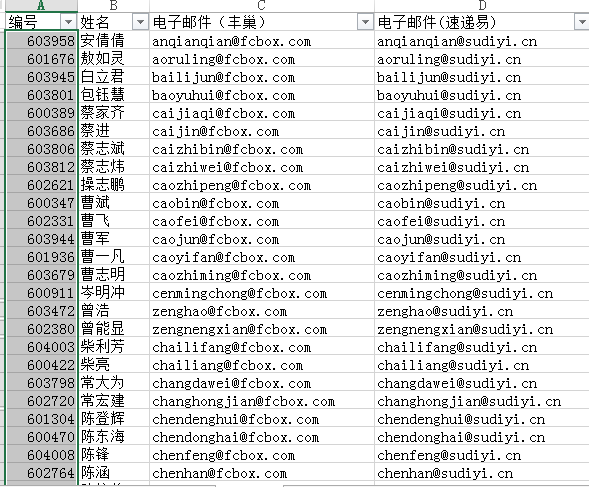 A B C D
编号 姓名 电子邮件（丰巢） 电子邮件(速递易)
603958 安倩倩 anqianqian@fcbox.com anqianqian@sudiyi.cn
601676 敖如灵 aoruling@fcbox.com aoruling@sudiyi.cn
603945 白立君 bailijun@fcbox.com bailijun@sudiyi.cn
603801 包钰慧 baoyuhui@fcbox.com baoyuhui@sudiyi.cn
600389 蔡家齐 caijiaqi@fcbox.com caijiaqi@sudiyi.cn
603686 蔡进 caijin@fcbox.com caijin@sudiyi.cn
603806 蔡志斌 caizhibin@fcbox.com caizhibin@sudiyi.cn
603812 蔡志炜 caizhiwei@fcbox.com caizhiwei@sudiyi.cn
602621 操志鹏 caozhipeng@fcbox.com caozhipeng@sudiyi.cn
600347 曹斌 caobin@fcbox.com caobin@sudiyi.cn
602331 曹飞 caofei@fcbox.com caofei@sudiyi.cn
603944 曹军 caojun@fcbox.com caojun@sudiyi.cn
601936 曹一凡 caoyifan@fcbox.com caoyifan@sudiyi.cn
603679 曹志明 caozhiming@fcbox.com caozhiming@sudiyi.cn
600911 岑明冲 cenmingchong@fcbox.com cenmingchong@sudiyi.cn
603472 曾浩 zenghao@fcbox.com zenghao@sudiyi.cn
602380 曾能显 zengnengxian@fcbox.com zengnengxian@sudiyi.cn
604003 柴利芳 chailifang@fcbox.com chailifang@sudiyi.cn
600422 柴亮 chailiang@fcbox.com chailiang@sudiyi.cn
603798 常大为 changdawei@fcbox.com changdawei@sudiyi.cn
602720 常宏建 changhongjian@fcbox.com changhongjian@sudiyi.cn
601304 陈登辉 chendenghui@fcbox.com chendenghui@sudiyi.cn
600470 陈东海 chendonghai@fcbox.com chendonghai@sudiyi.cn
604008 陈锋 chenfeng@fcbox.com chenfeng@sudiyi.cn
602764 陈涵 chenhan@fcbox.com chenhan@sudiyi.cn